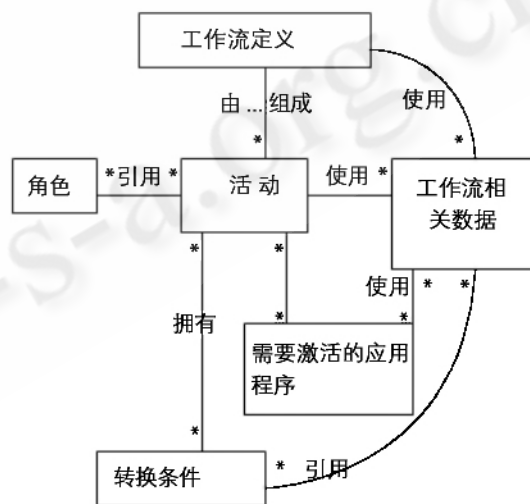 工作流定义
由 ... 组成
使用
*
*
角色
* 引用 *
活 动
使用 *
工作流相
关数据
*
*
使用
*
*
拥有
*
*
需要激活的应用
程序
*
转换条件
* 引用
s-a.org.c